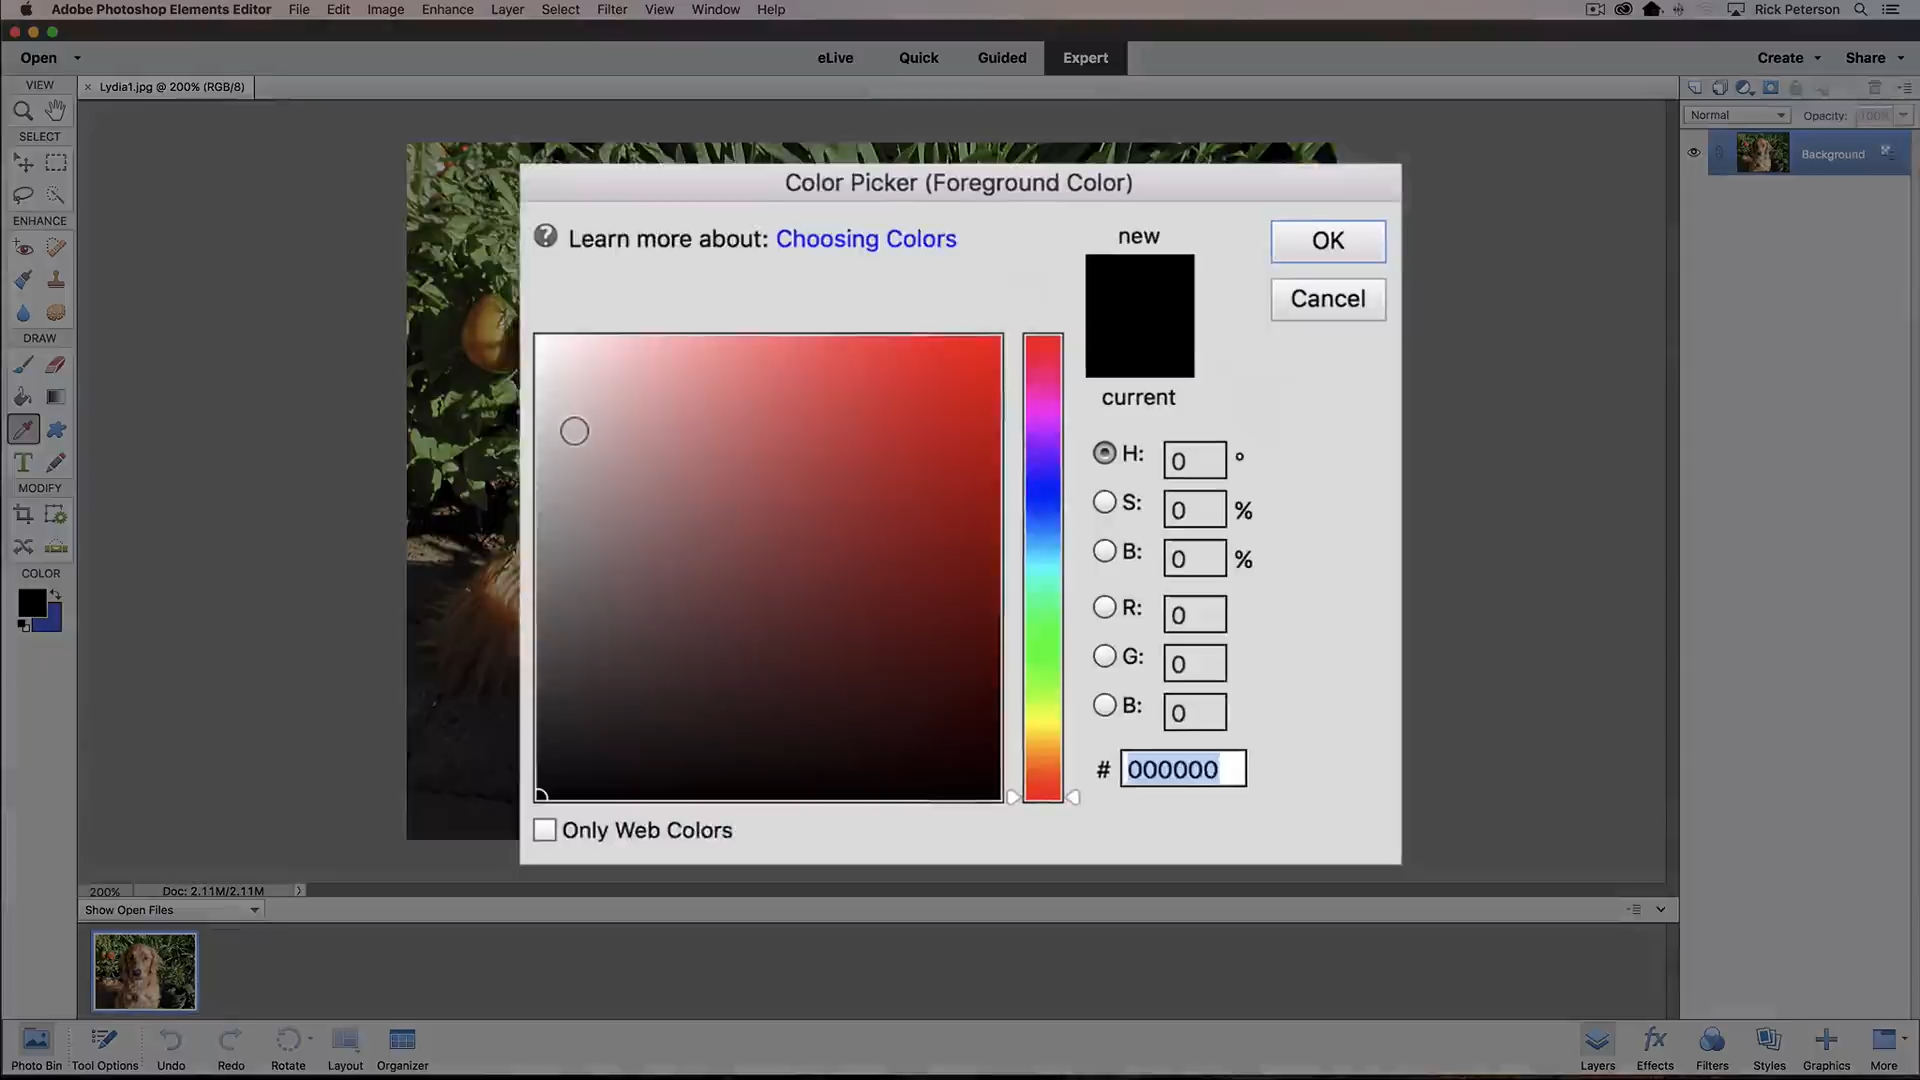 Adobe Photoshop Elements Editor File Edit Image Enhance Layer Select Filter View Window Help Rick Peterson
Open eLive Quick Guided Expert Create Share
VIEW × Lydia1.jpg @ 200% (RGB/8)
Normal Opacity: 100%
SELECT
Background
Color Picker (Foreground Color)
Learn more about: Choosing Colors
new
OK
Cancel
current
ENHANCE
DRAW
H: 0 °
S: 0 %
B: 0 %
R: 0
G: 0
B: 0
# 000000
Only Web Colors
T
MODIFY
COLOR
200% Doc: 2.11M/2.11M
Show Open Files
Photo Bin Tool Options Undo Redo Rotate Layout Organizer Layers Effects Filters Styles Graphics More